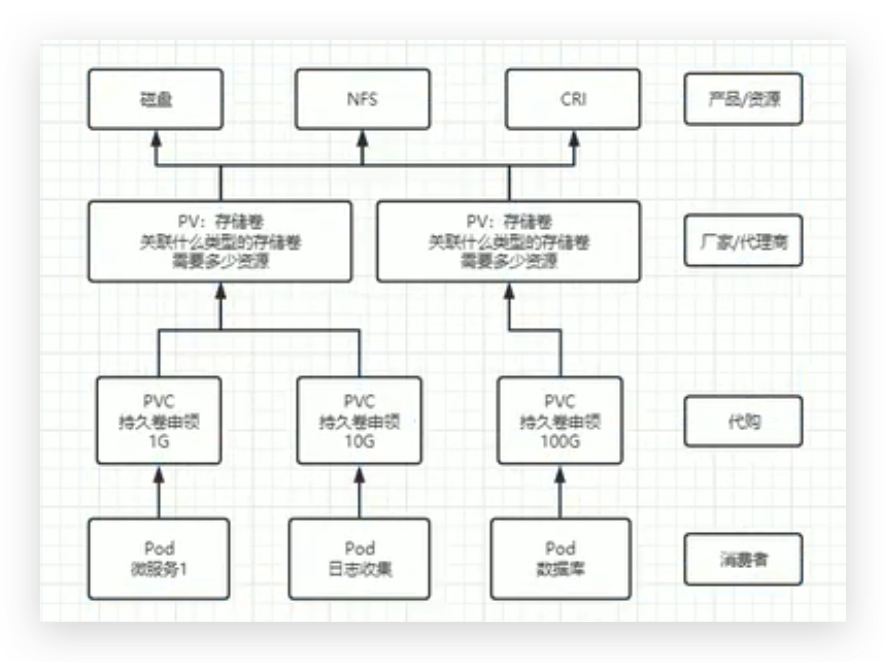 磁盘
NFS
CRI
产品/资源
PV：存储卷
关联什么类型的存储卷
需要多少资源
PV：存储卷
关联什么类型的存储卷
需要多少资源
厂家/代理商
PVC
持久卷申领
1G
PVC
持久卷申领
10G
PVC
持久卷申领
100G
代购
Pod
微服务1
Pod
日志收集
Pod
数据库
消费者